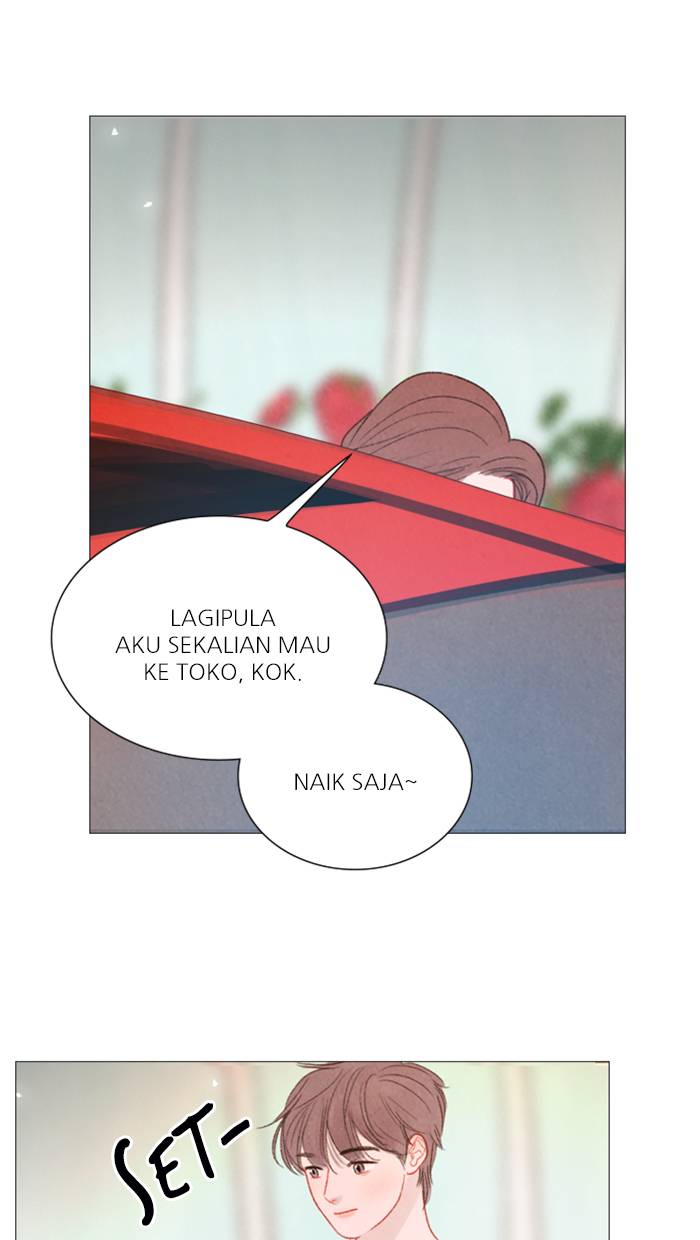 LAGIPULA
AKU SEKALIAN MAU
KE TOKO, KOK.
NAIK SAJA~
SET-